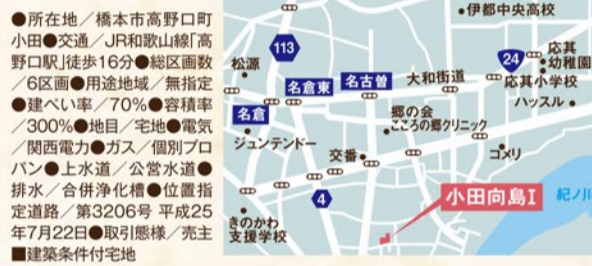 ●所在地／橋本市高野口町
小田●交通／JR和歌山線「高
野口駅」徒歩16分●総区画数
／6区画●用途地域／無指定
●建ぺい率／70%●容積率
／300%●地目／宅地●電気
／関西電力●ガス／個別プロ
パン●上水道／公営水道●
排水／合併浄化槽●位置指
定道路／第3206号 平成25
年7月22日●取引態様／売主
■建築条件付宅地
伊都中央高校
113
24
応其
幼稚園
松源
名倉東
名古曽
大和街道
応其小学校
ハッスル
名倉
郷の会
こころの郷クリニック
ジュンテンドー
交番
コメリ
4
小田向島I
紀ノ川
きのかわ
支援学校